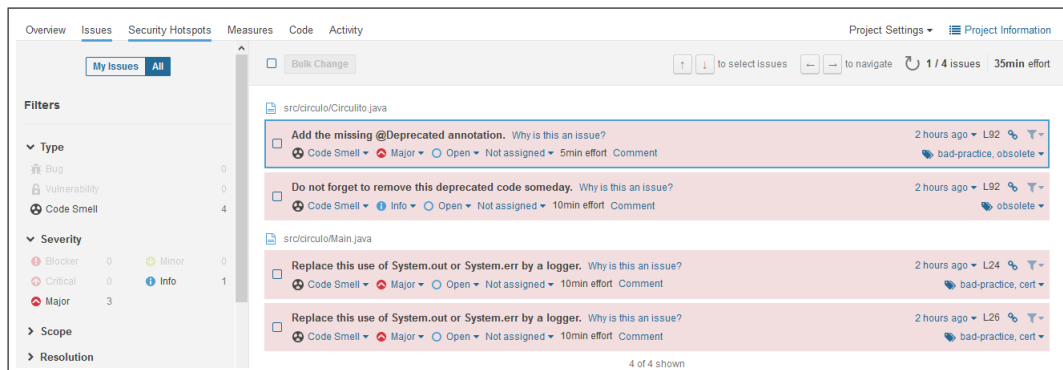 Overview Issues Security Hotspots Measures Code Activity Project Settings Project Information
My Issues All
Bulk Change ↑ ↓ to select issues ← → to navigate 1 / 4 issues 35min effort
Filters
Type
Bug 0
Vulnerability 0
Code Smell 4
Severity
Blocker 0 Minor 0
Critical 0 Info 1
Major 3
Scope
Resolution
src/circulo/Circulito.java
Add the missing @Deprecated annotation. Why is this an issue? 2 hours ago L92
Code Smell Major Open Not assigned 5min effort Comment bad-practice, obsolete
Do not forget to remove this deprecated code someday. Why is this an issue? 2 hours ago L92
Code Smell Info Open Not assigned 10min effort Comment obsolete
src/circulo/Main.java
Replace this use of System.out or System.err by a logger. Why is this an issue? 2 hours ago L24
Code Smell Major Open Not assigned 10min effort Comment bad-practice, cert
Replace this use of System.out or System.err by a logger. Why is this an issue? 2 hours ago L26
Code Smell Major Open Not assigned 10min effort Comment bad-practice, cert
4 of 4 shown